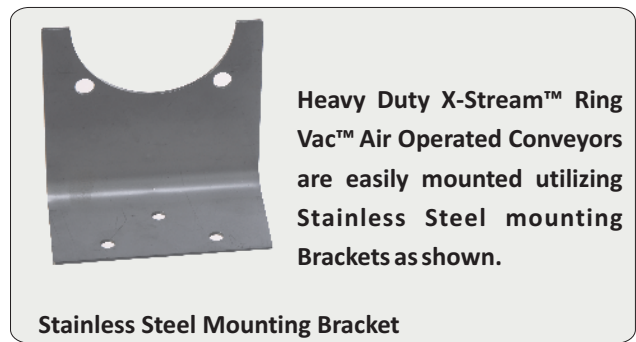 Heavy Duty X-Stream™ Ring
Vac™ Air Operated Conveyors
are easily mounted utilizing
Stainless Steel mounting
Brackets as shown.
Stainless Steel Mounting Bracket